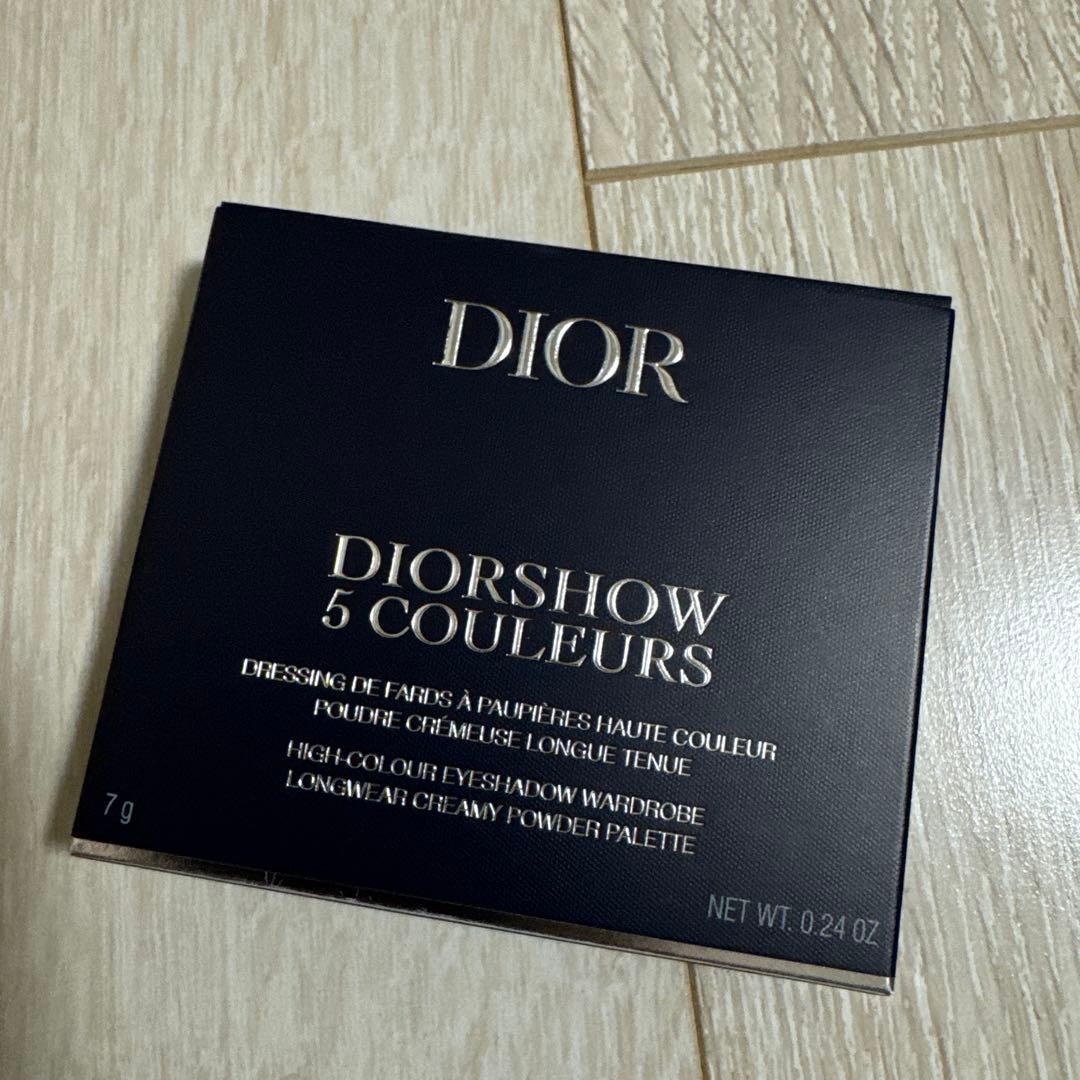 DIOR
DIORSHOW
5 COULEURS
DRESSING DE FARDS À PAUPIÈRES HAUTE COULEUR
POUDRE CRÉMEUSE LONGUE TENUE
HIGH-COLOUR EYESHADOW WARDROBE
LONGWEAR CREAMY POWDER PALETTE
7 g
NET WT. 0.24 OZ